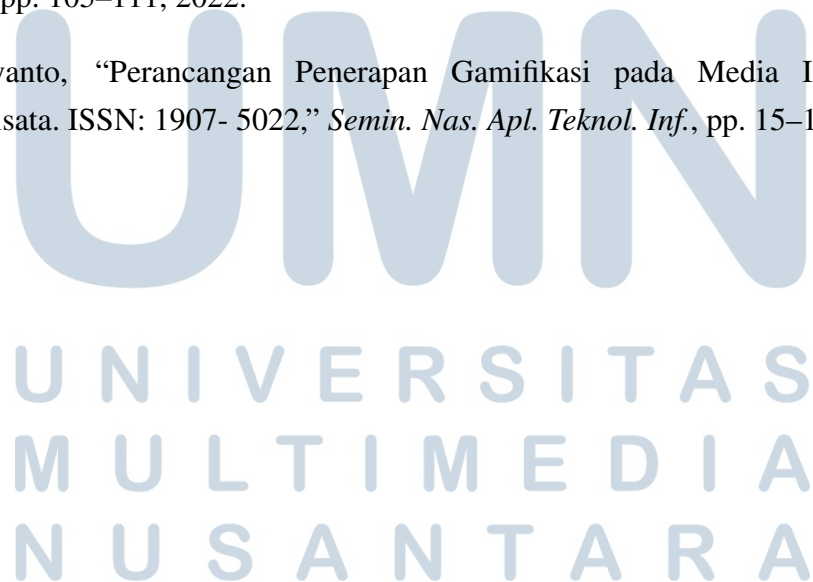 pp. 105–111, 2022.
anto, “Perancangan Penerapan Gamifikasi pada Media I
sata. ISSN: 1907- 5022,” Semin. Nas. Apl. Teknol. Inf., pp. 15–1
UMN
UNIVERSITAS
MULTIMEDIA
NUSANTARA